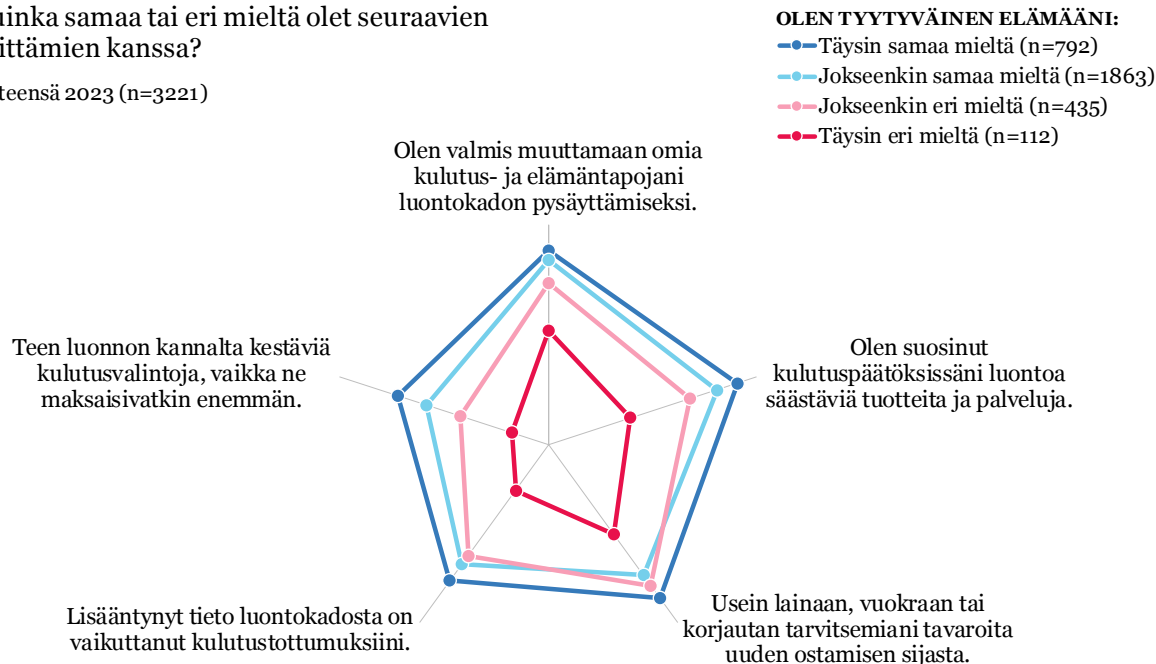 samaa tai eri mieltä olet seuraavien
kanssa?
2023 (n=3221)
OLEN TYYTYVÄINEN ELÄMÄÄNI:
Täysin samaa mieltä (n=792)
Jokseenkin samaa mieltä (n=1863)
Jokseenkin eri mieltä (n=435)
Täysin eri mieltä (n=112)
Olen valmis muuttamaan omia
kulutus- ja elämäntapojani
luontokadon pysäyttämiseksi.
Teen luonnon kannalta kestäviä
kulutusvalintoja, vaikka ne
maksaisivatkin enemmän.
Olen suosinut
kulutuspäätöksissäni luontoa
säästäviä tuotteita ja palveluja.
Lisääntynyt tieto luontokadosta on
vaikuttanut kulutustottumuksiini.
Usein lainaan, vuokraan tai
korjautan tarvitsemiani tavaroita
uuden ostamisen sijasta.